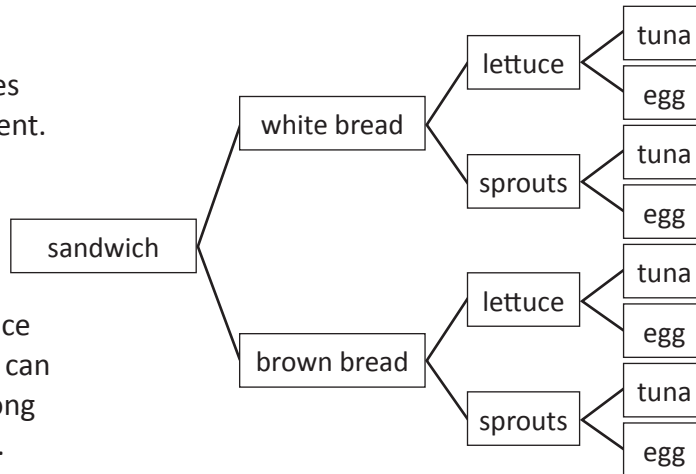 es
ent.
sandwich
ce
can
ong
.
white bread
brown bread
lettuce
sprouts
lettuce
sprouts
tuna
egg
tuna
egg
tuna
egg
tuna
egg